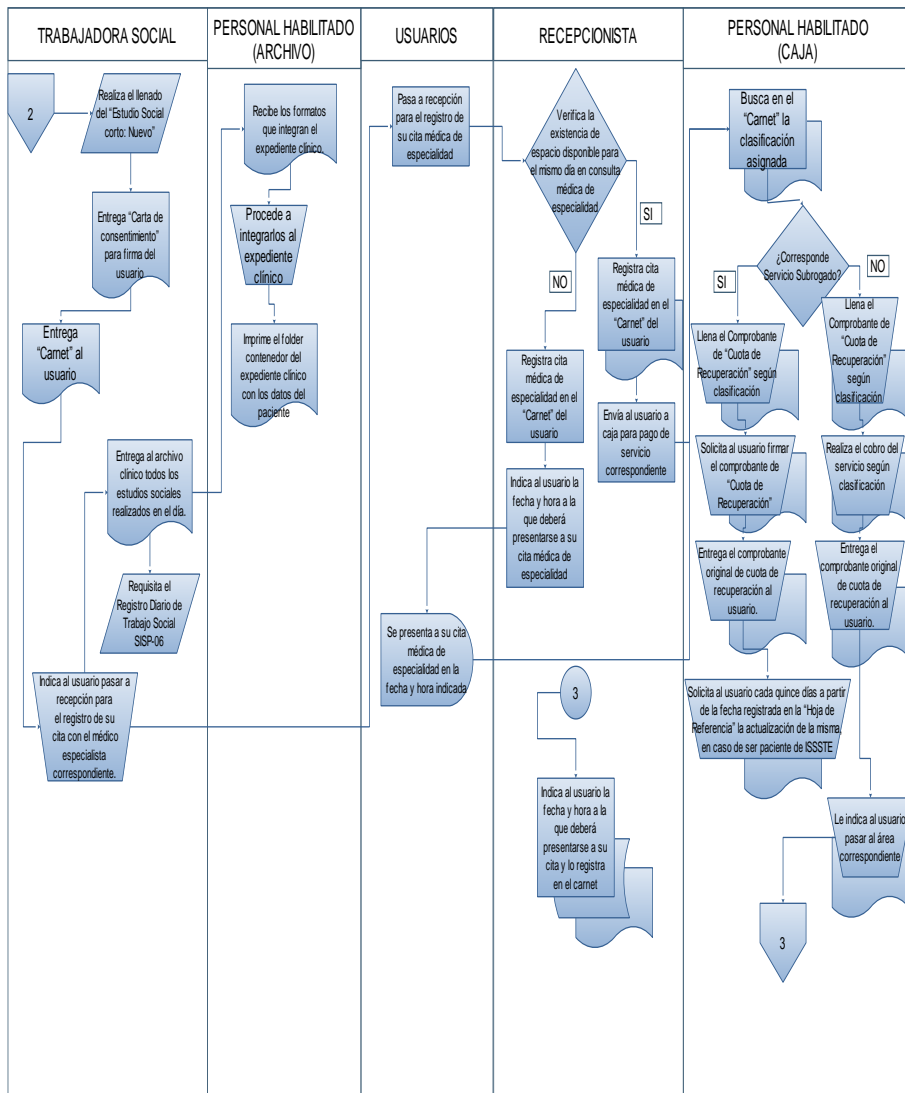 TRABAJADORA SOCIAL
PERSONAL HABILITADO
(ARCHIVO)
USUARIOS
RECEPCIONISTA
PERSONAL HABILITADO
(CAJA)
2
Realiza el llenado
del “Estudio Social
corto: Nuevo”
Entrega “Carta de
consentimiento”
para firma del
usuario
Entrega
“Carnet” al
usuario
Entrega al archivo
clínico todos los
estudios sociales
realizados en el día.
Requisita el
Registro Diario de
Trabajo Social
SISP-06
Indica al usuario pasar a
recepción para
el registro de su
cita con el médico
especialista
correspondiente.
Recibe los formatos
que integran el
expediente clínico.
Procede a
integrarlos al
expediente
clínico
Imprime el folder
contenedor del
expediente clínico
con los datos del
paciente
Pasa a recepción
para el registro de
su cita médica de
especialidad
Se presenta a su cita
médica de
especialidad en la
fecha y hora indicada
Verifica la
existencia de
espacio disponible para
el mismo día en consulta
médica de
especialidad
SI
NO
Registra cita médica
de especialidad en el
“Carnet” del
usuario
Registra cita
médica de
especialidad en el
“Carnet” del
usuario
Envía al usuario a
caja para pago de
servicio
correspondiente
Indica al usuario la
fecha y hora a la
que deberá
presentarse a su
cita médica de
especialidad
3
Indica al usuario la
fecha y hora a la
que deberá
presentarse a su
cita y lo registra
en el carnet
Busca en el
“Carnet” la
clasificación
asignada
¿Corresponde
Servicio Subrogado?
SI
NO
Llena el Comprobante
de “Cuota de
Recuperación” según
clasificación
Llena el
Comprobante de
“Cuota de
Recuperación”
según
clasificación
Solicita al usuario firmar
el comprobante de
“Cuota de
Recuperación”
Realiza el cobro del
servicio según
clasificación
Entrega el comprobante
original de cuota de
recuperación al
usuario.
Entrega el
comprobante original
de cuota de
recuperación al
usuario.
Solicita al usuario cada quince días a partir
de la fecha registrada en la “Hoja de
Referencia” la actualización de la misma,
en caso de ser paciente de ISSSTE
Le indica al usuario
pasar al área
correspondiente
3